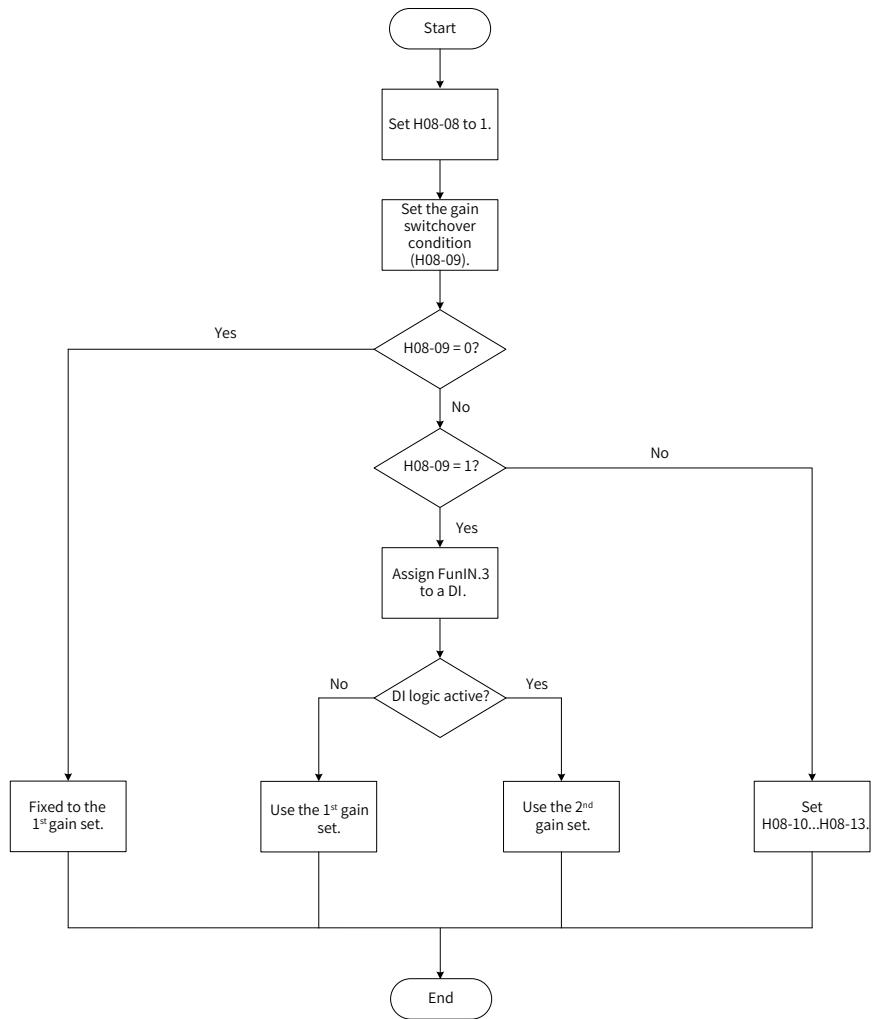 Start
Set H08-08 to 1.
Set the gain
switchover
condition
(H08-09).
Yes
H08-09 = 0?
No
H08-09 = 1?
No
Yes
Assign FunIN.3
to a DI.
No
DI logic active?
Yes
Fixed to the
1st gain set.
Use the 1st gain
set.
Use the 2nd
gain set.
Set
H08-10...H08-13.
End